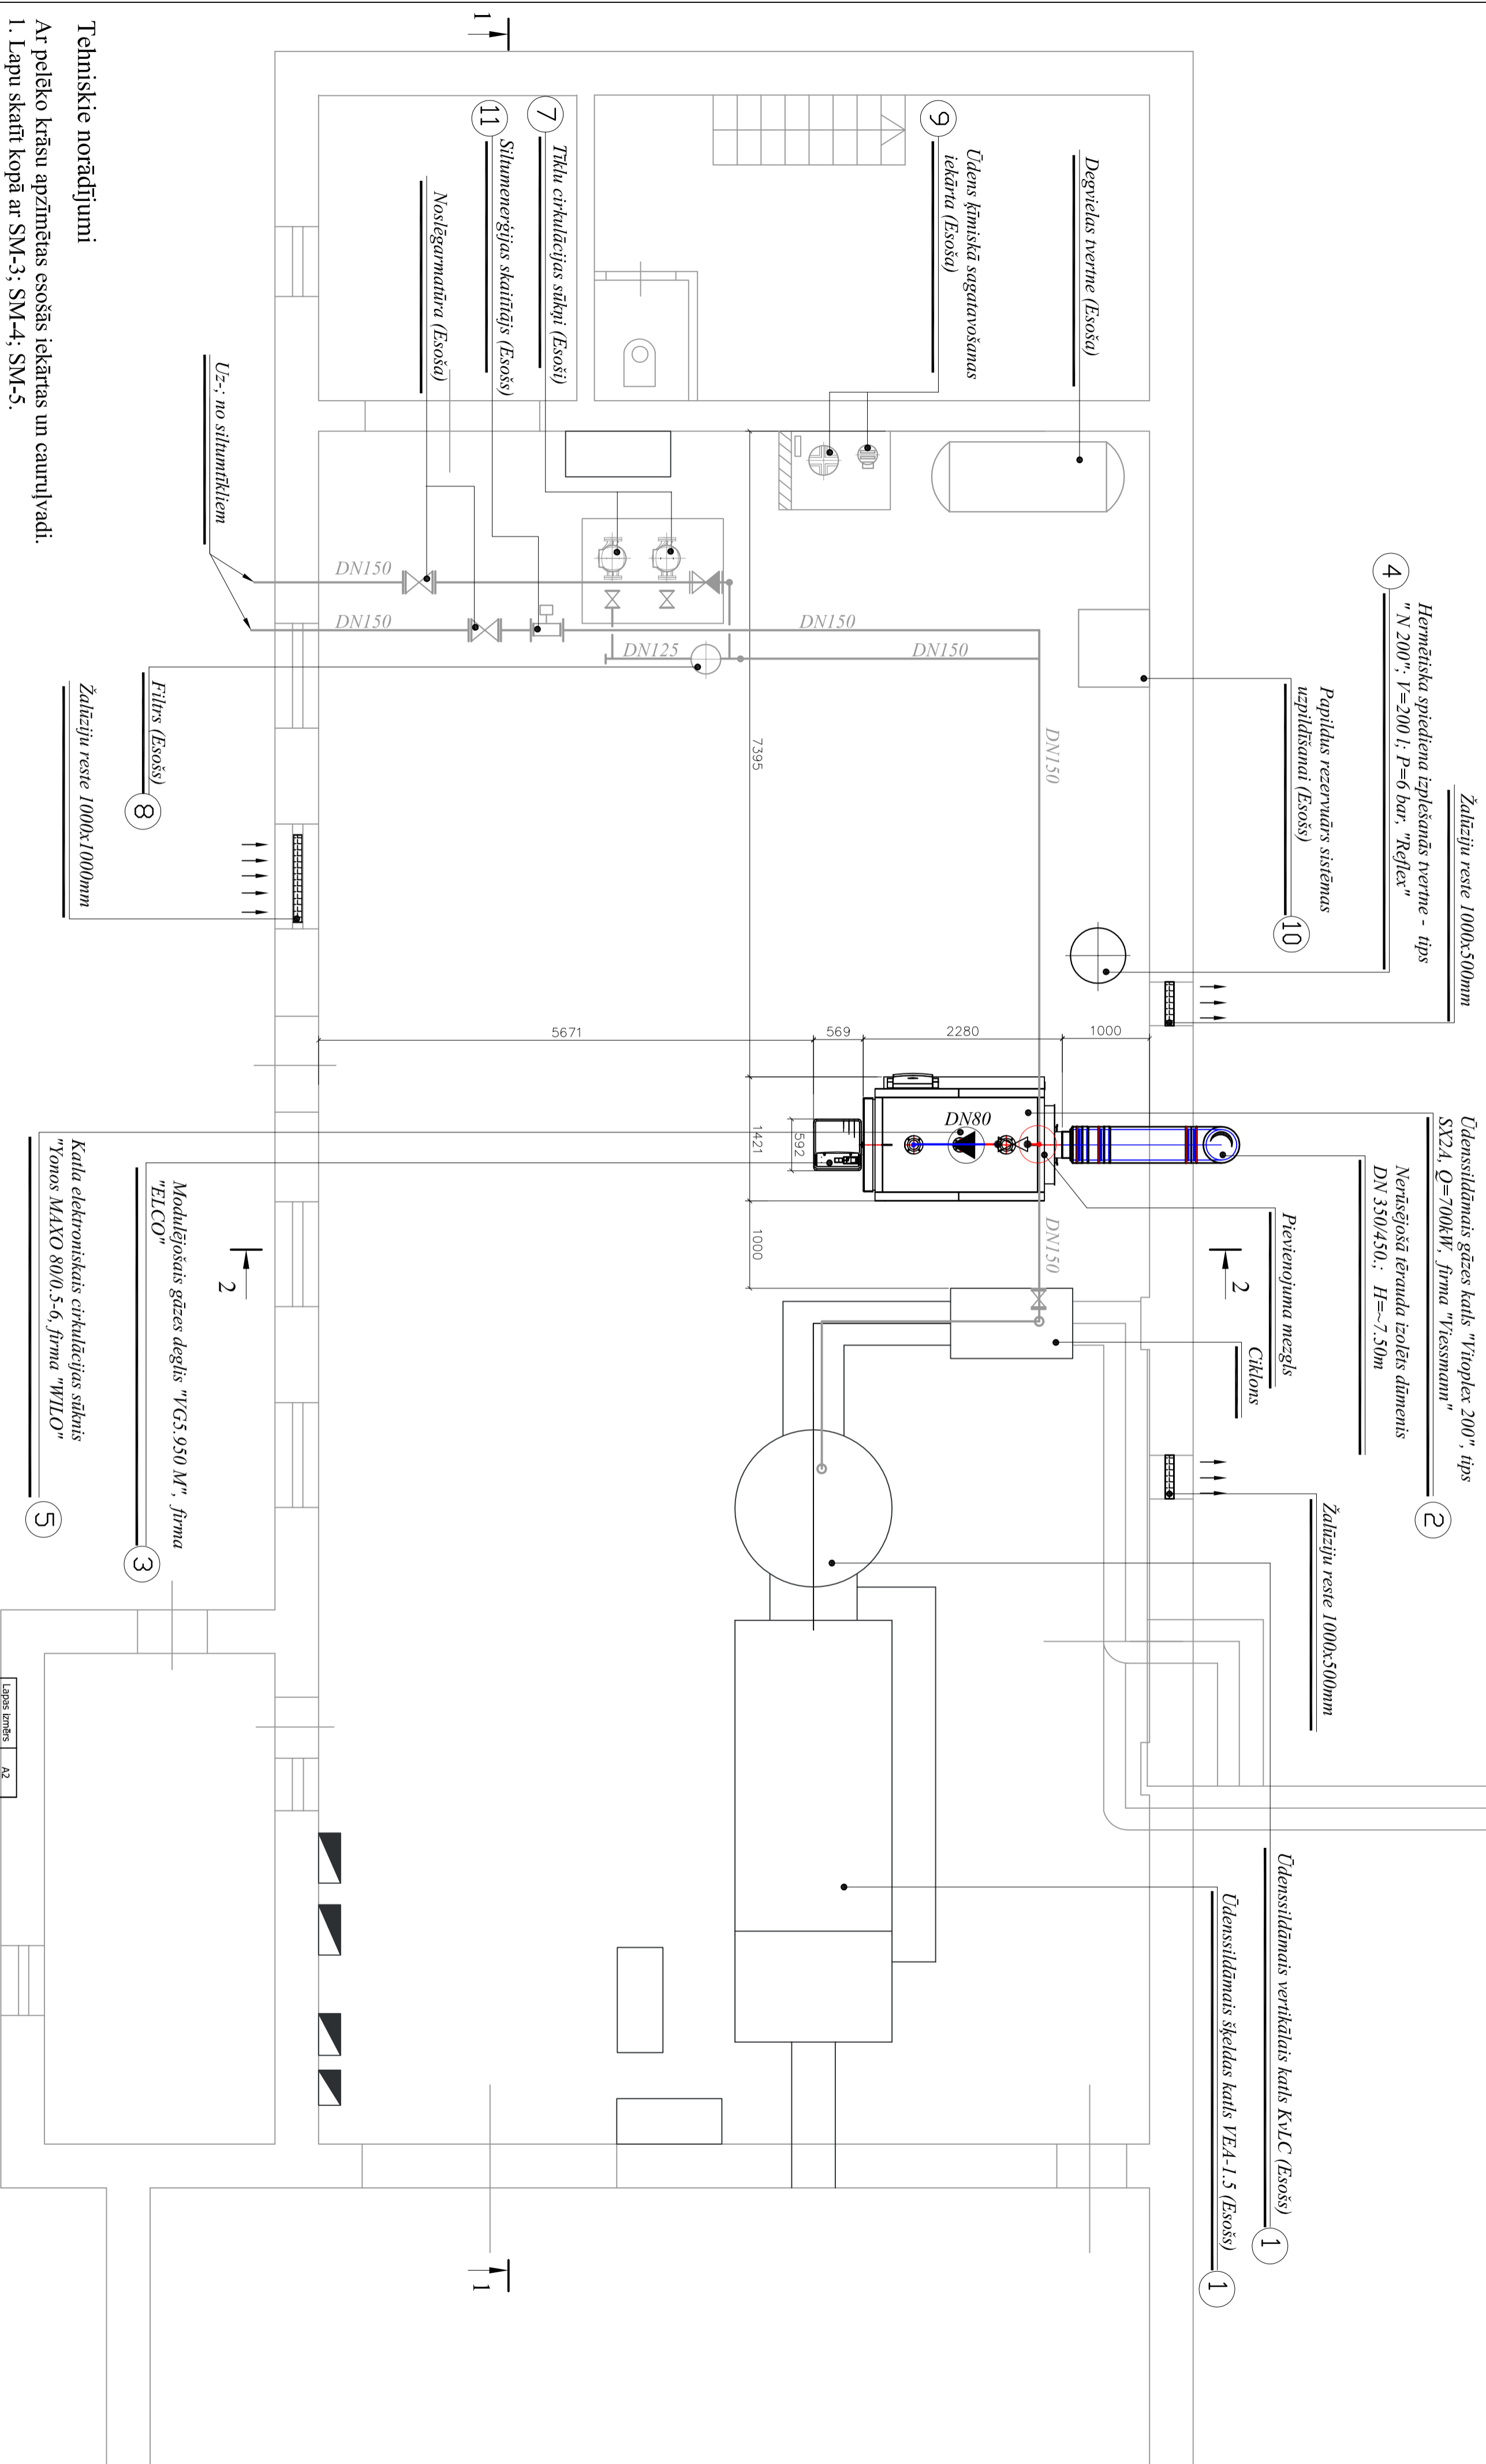 Žalūziju reste 1000x500mm
4
Hermētiska spiediena izplešanās tvertne - tips
" N 200"; V=200 l; P=6 bar, "Reflex"
Papildus rezervuārs sistēmas
uzpildīšanai (Esošs)
10
Ūdenssildāmais gāzes katls "Vitoplex 200", tips
SX2A, Q=700kW, firma "Viessmann"
2
Nerūsējošā tērauda izolēts dūmenis
DN 350/450.; H=~7.50m
Pievienojuma mezgls
Ciklons
Žalūziju reste 1000x500mm
Ūdenssildāmais vertikālais katls KvLC (Esošs)
1
Ūdenssildāmais šķeldas katls VEA-1.5 (Esošs)
1
Degvielas tvertne (Esoša)
9
Ūdens ķīmiskā sagatavošanas
iekārta (Esoša)
7
Tīklu cirkulācijas sūkņi (Esoši)
11
Siltumenerģijas skaitītājs (Esošs)
Noslēgarmatūra (Esoša)
Uz-; no siltumtīkliem
DN150
DN150
DN125
DN150
DN150
DN150
DN150
DN80
7395
1421
592
1000
5671
569
2280
1000
1
1
2
2
Filtrs (Esošs)
8
Žalūziju reste 1000x1000mm
Modulējošais gāzes deglis "VG5.950 M", firma
"ELCO"
3
Katla elektroniskais cirkulācijas sūknis
"Yonos MAXO 80/0.5-6, firma "WILO"
5
Tehniskie norādījumi
Ar pelēko krāsu apzīmētas esošās iekārtas un cauruļvadi.
1. Lapu skatīt kopā ar SM-3; SM-4; SM-5.
Lapas izmērs
A2